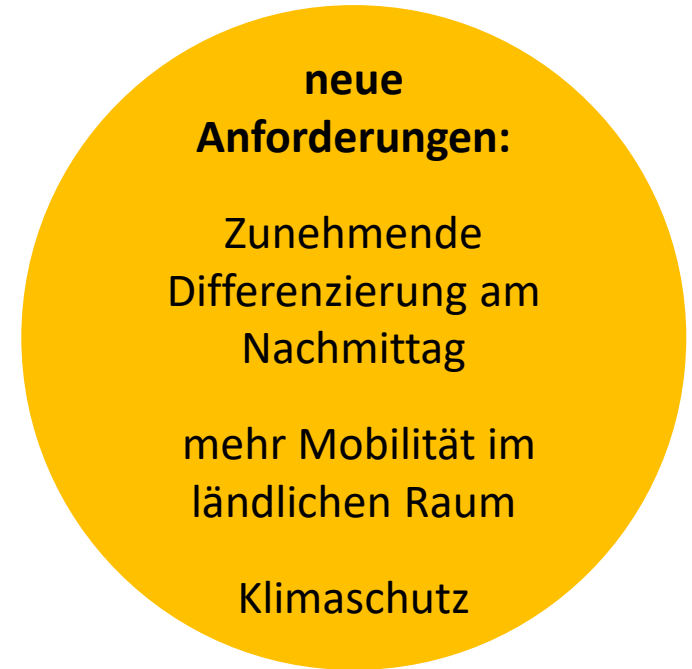 neue
Anforderungen:
Zunehmende
Differenzierung am
Nachmittag
mehr Mobilität im
ländlichen Raum
Klimaschutz